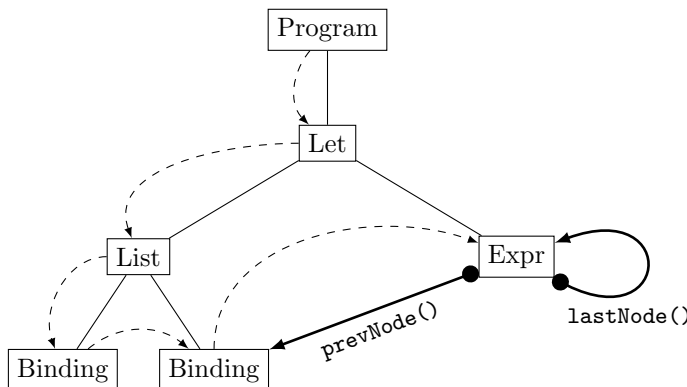 Program
Let
List
Expr
lastNode()
prevNode()
Binding
Binding